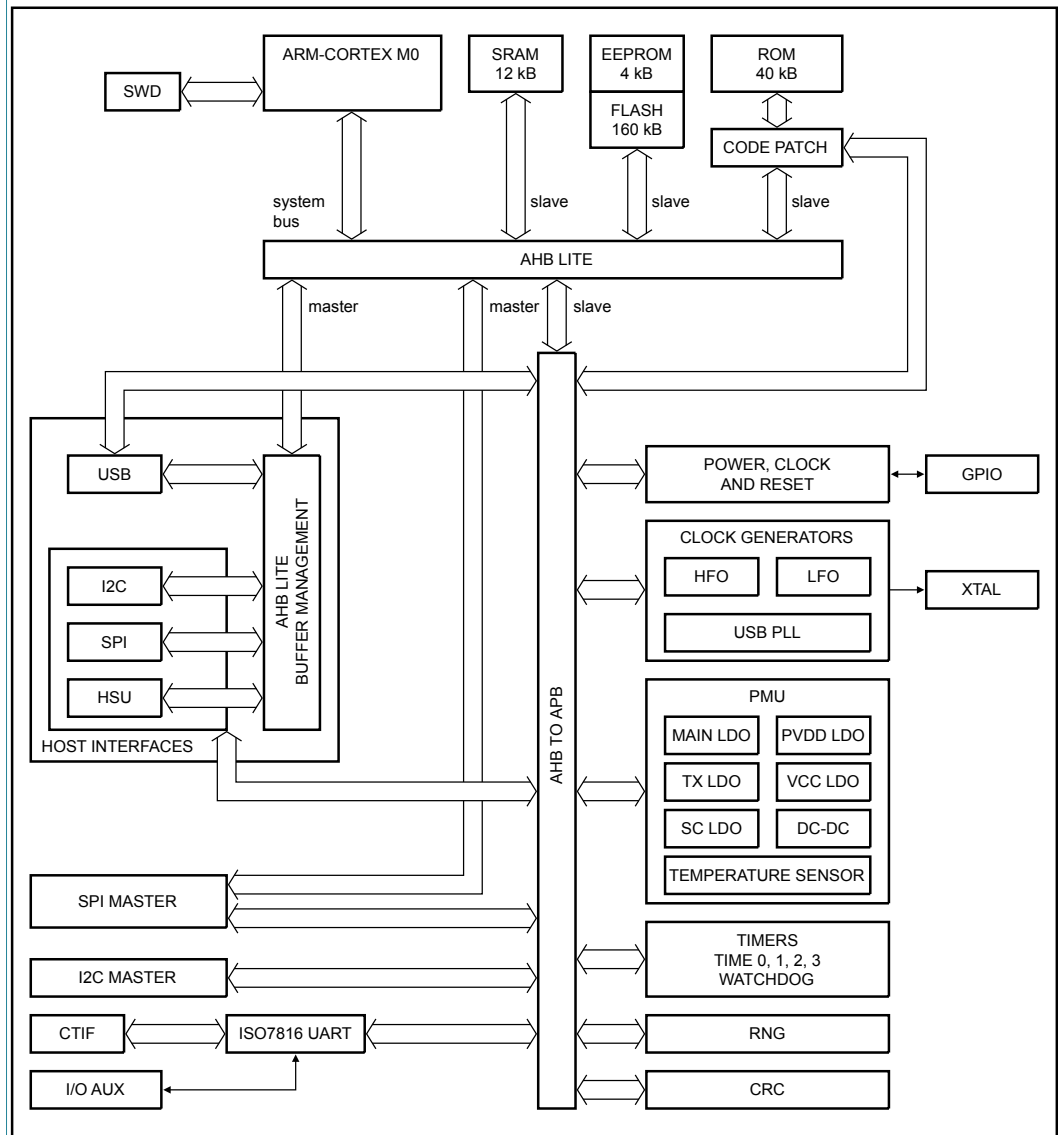 ARM-CORTEX M0
SWD
SRAM
12 kB
EEPROM
4 kB
FLASH
160 kB
ROM
40 kB
CODE PATCH
system
bus
slave
slave
slave
AHB LITE
master
master
slave
USB
I2C
SPI
HSU
AHB LITE
BUFFER MANAGEMENT
HOST INTERFACES
AHB TO APB
POWER, CLOCK
AND RESET
GPIO
CLOCK GENERATORS
HFO
LFO
USB PLL
XTAL
PMU
MAIN LDO
PVDD LDO
TX LDO
VCC LDO
SC LDO
DC-DC
TEMPERATURE SENSOR
SPI MASTER
I2C MASTER
TIMERS
TIME 0, 1, 2, 3
WATCHDOG
CTIF
ISO7816 UART
RNG
I/O AUX
CRC